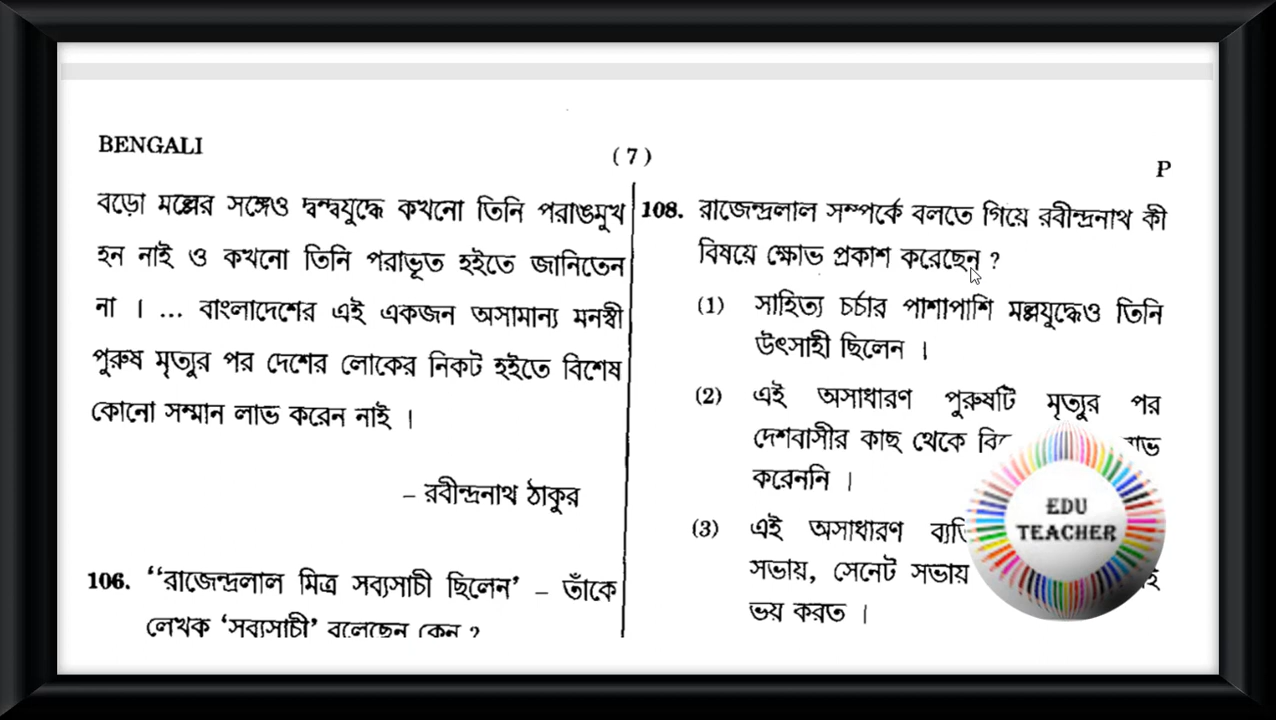 BENGALI
( 7 )
P
বড়ো মল্লের সঙ্গেও দ্বন্দ্বযুদ্ধে কখনো তিনি পরাঙমুখ
হন নাই ও কখনো তিনি পরাভূত হইতে জানিতেন
না । ... বাংলাদেশের এই একজন অসামান্য মনস্বী
পুরুষ মৃত্যুর পর দেশের লোকের নিকট হইতে বিশেষ
কোনো সম্মান লাভ করেন নাই ।
– রবীন্দ্রনাথ ঠাকুর
106. “রাজেন্দ্রলাল মিত্র সব্যসাচী ছিলেন’ – তাঁকে
লেখক ‘সব্যসাচী’ বলেছেন কেন ?
108. রাজেন্দ্রলাল সম্পর্কে বলতে গিয়ে রবীন্দ্রনাথ কী
বিষয়ে ক্ষোভ প্রকাশ করেছেন ?
(1) সাহিত্য চর্চার পাশাপাশি মল্লযুদ্ধেও তিনি
উৎসাহী ছিলেন ।
(2) এই অসাধারণ পুরুষটি মৃত্যুর পর
দেশবাসীর কাছ থেকে
করেননি ।
(3) এই অসাধারণ
সভায়, সেনেট সভায়
ভয় করত ।
EDU
TEACHER